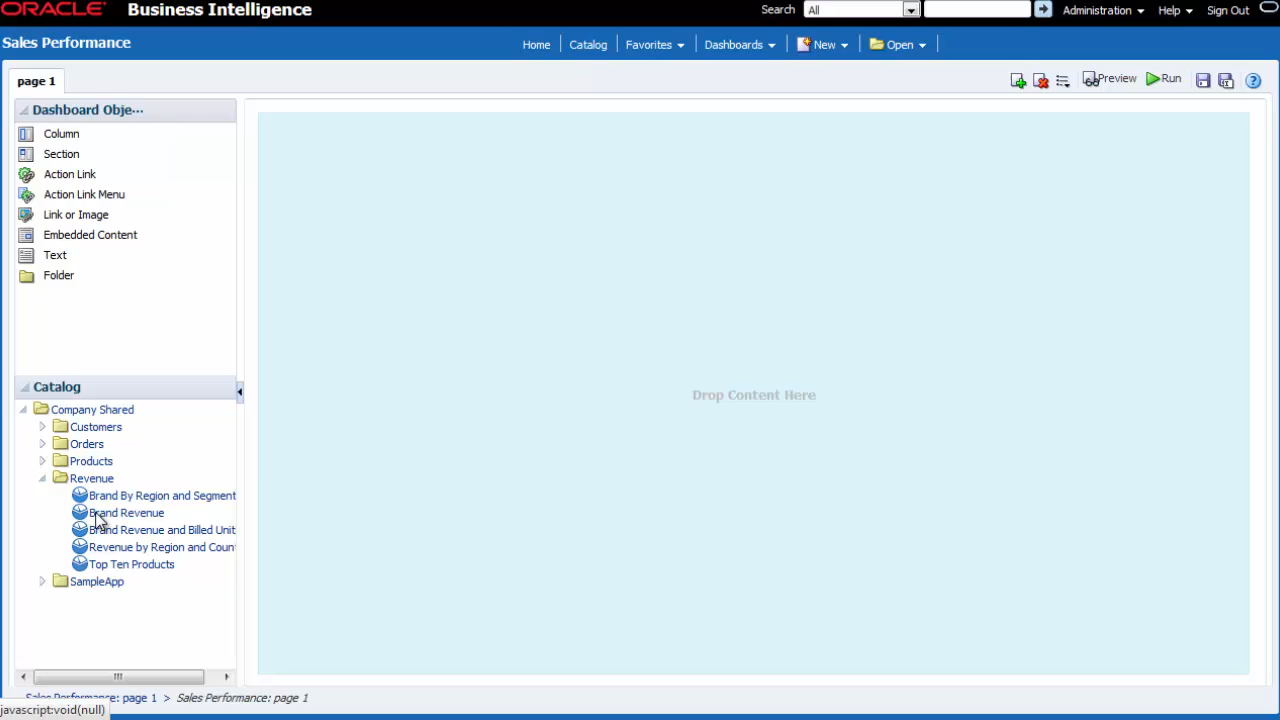 ORACLE Business Intelligence Search All Administration Help Sign Out
Sales Performance Home Catalog Favorites Dashboards New Open
page 1 Preview Run
Dashboard Obje···
Column
Section
Action Link
Action Link Menu
Link or Image
Embedded Content
Text
Folder
Drop Content Here
Catalog
Company Shared
Customers
Orders
Products
Revenue
Brand By Region and Segment
Brand Revenue
Brand Revenue and Billed Unit
Revenue by Region and Coun
Top Ten Products
SampleApp
Sales Performance: page 1 > Sales Performance: page 1
javascript:void(null)